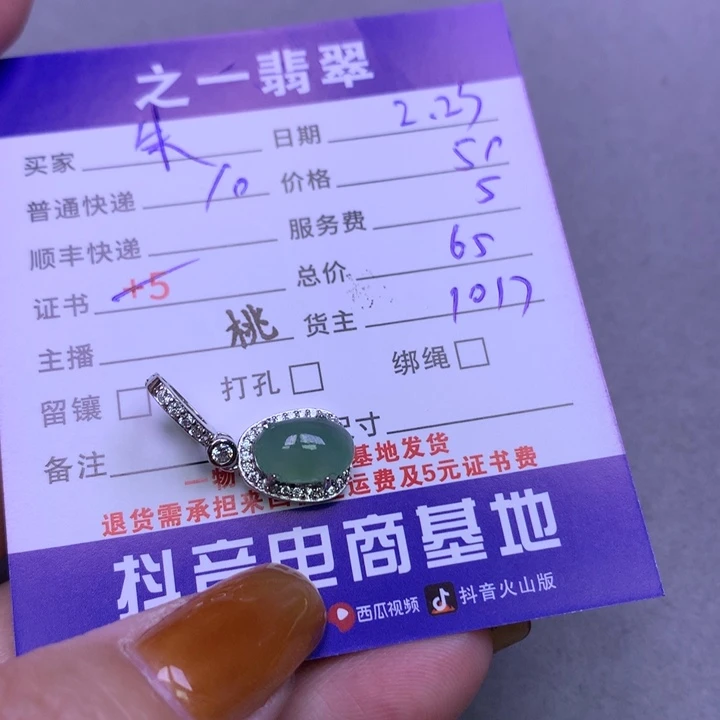 之一翡翠
买家 朱 日期 2.25
普通快递 10 价格 50
顺丰快递 服务费 5
证书 +5 总价 65
主播 桃 货主 1017
留镶 打孔 绑绳
备注 尺寸
一物 基地发货
退货需承担来回 运费及5元证书费
抖音电商基地
西瓜视频 抖音火山版